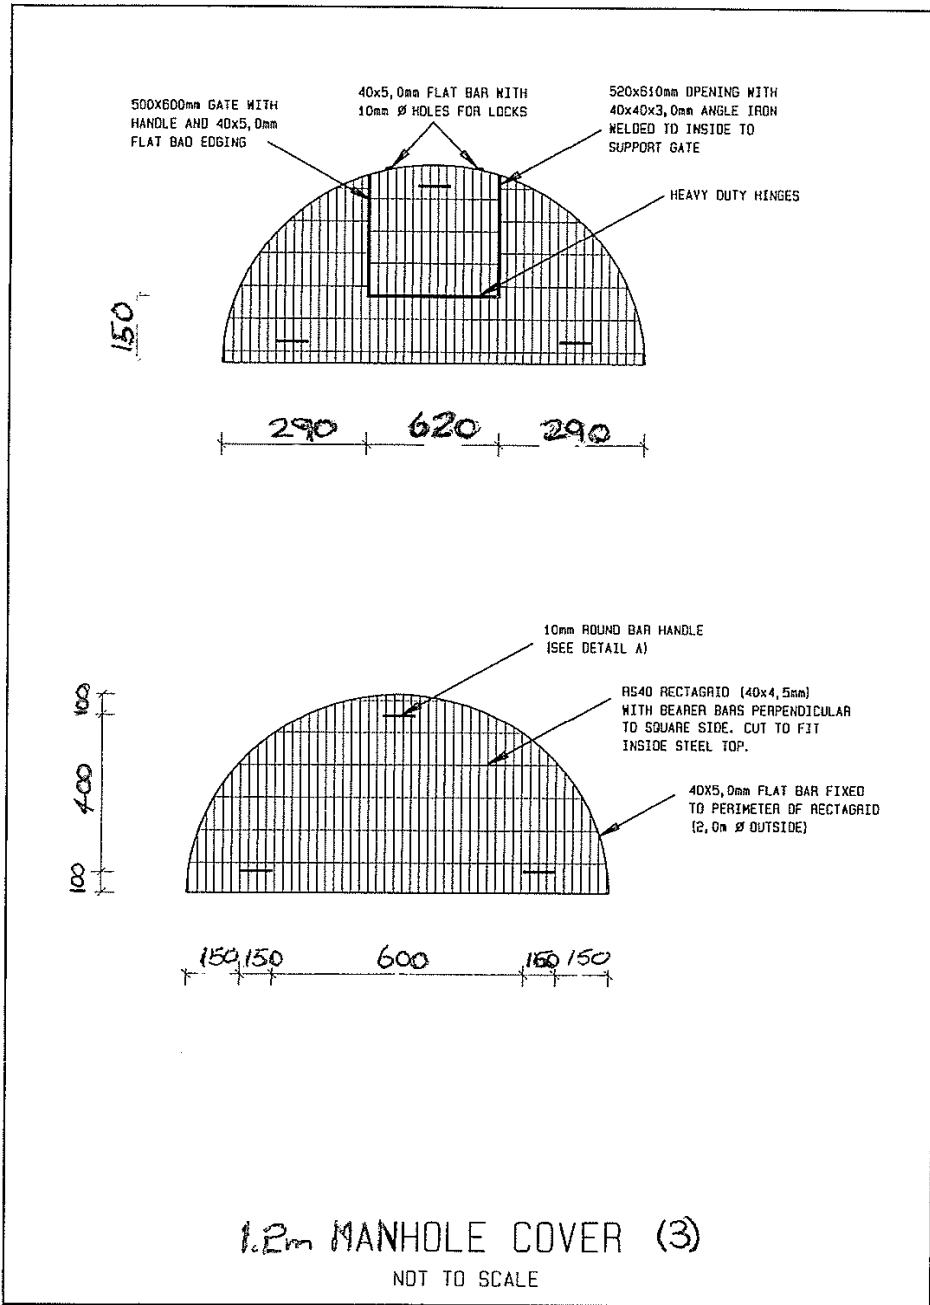 500X600mm GATE WITH
HANDLE AND 40x5,0mm
FLAT BAD EDGING
40x5,0mm FLAT BAR WITH
10mm Ø HOLES FOR LOCKS
520x610mm OPENING WITH
40x40x3,0mm ANGLE IRON
WELDED TO INSIDE TO
SUPPORT GATE
HEAVY DUTY HINGES
150
290 620 290
10mm ROUND BAR HANDLE
(SEE DETAIL A)
RS40 RECTAGRID (40x4,5mm)
WITH BEARER BARS PERPENDICULAR
TO SQUARE SIDE. CUT TO FIT
INSIDE STEEL TOP.
40X5,0mm FLAT BAR FIXED
TO PERIMETER OF RECTAGRID
(2,0m Ø OUTSIDE)
100
400
100
150 150 600 150 150
1.2m MANHOLE COVER (3)
NOT TO SCALE